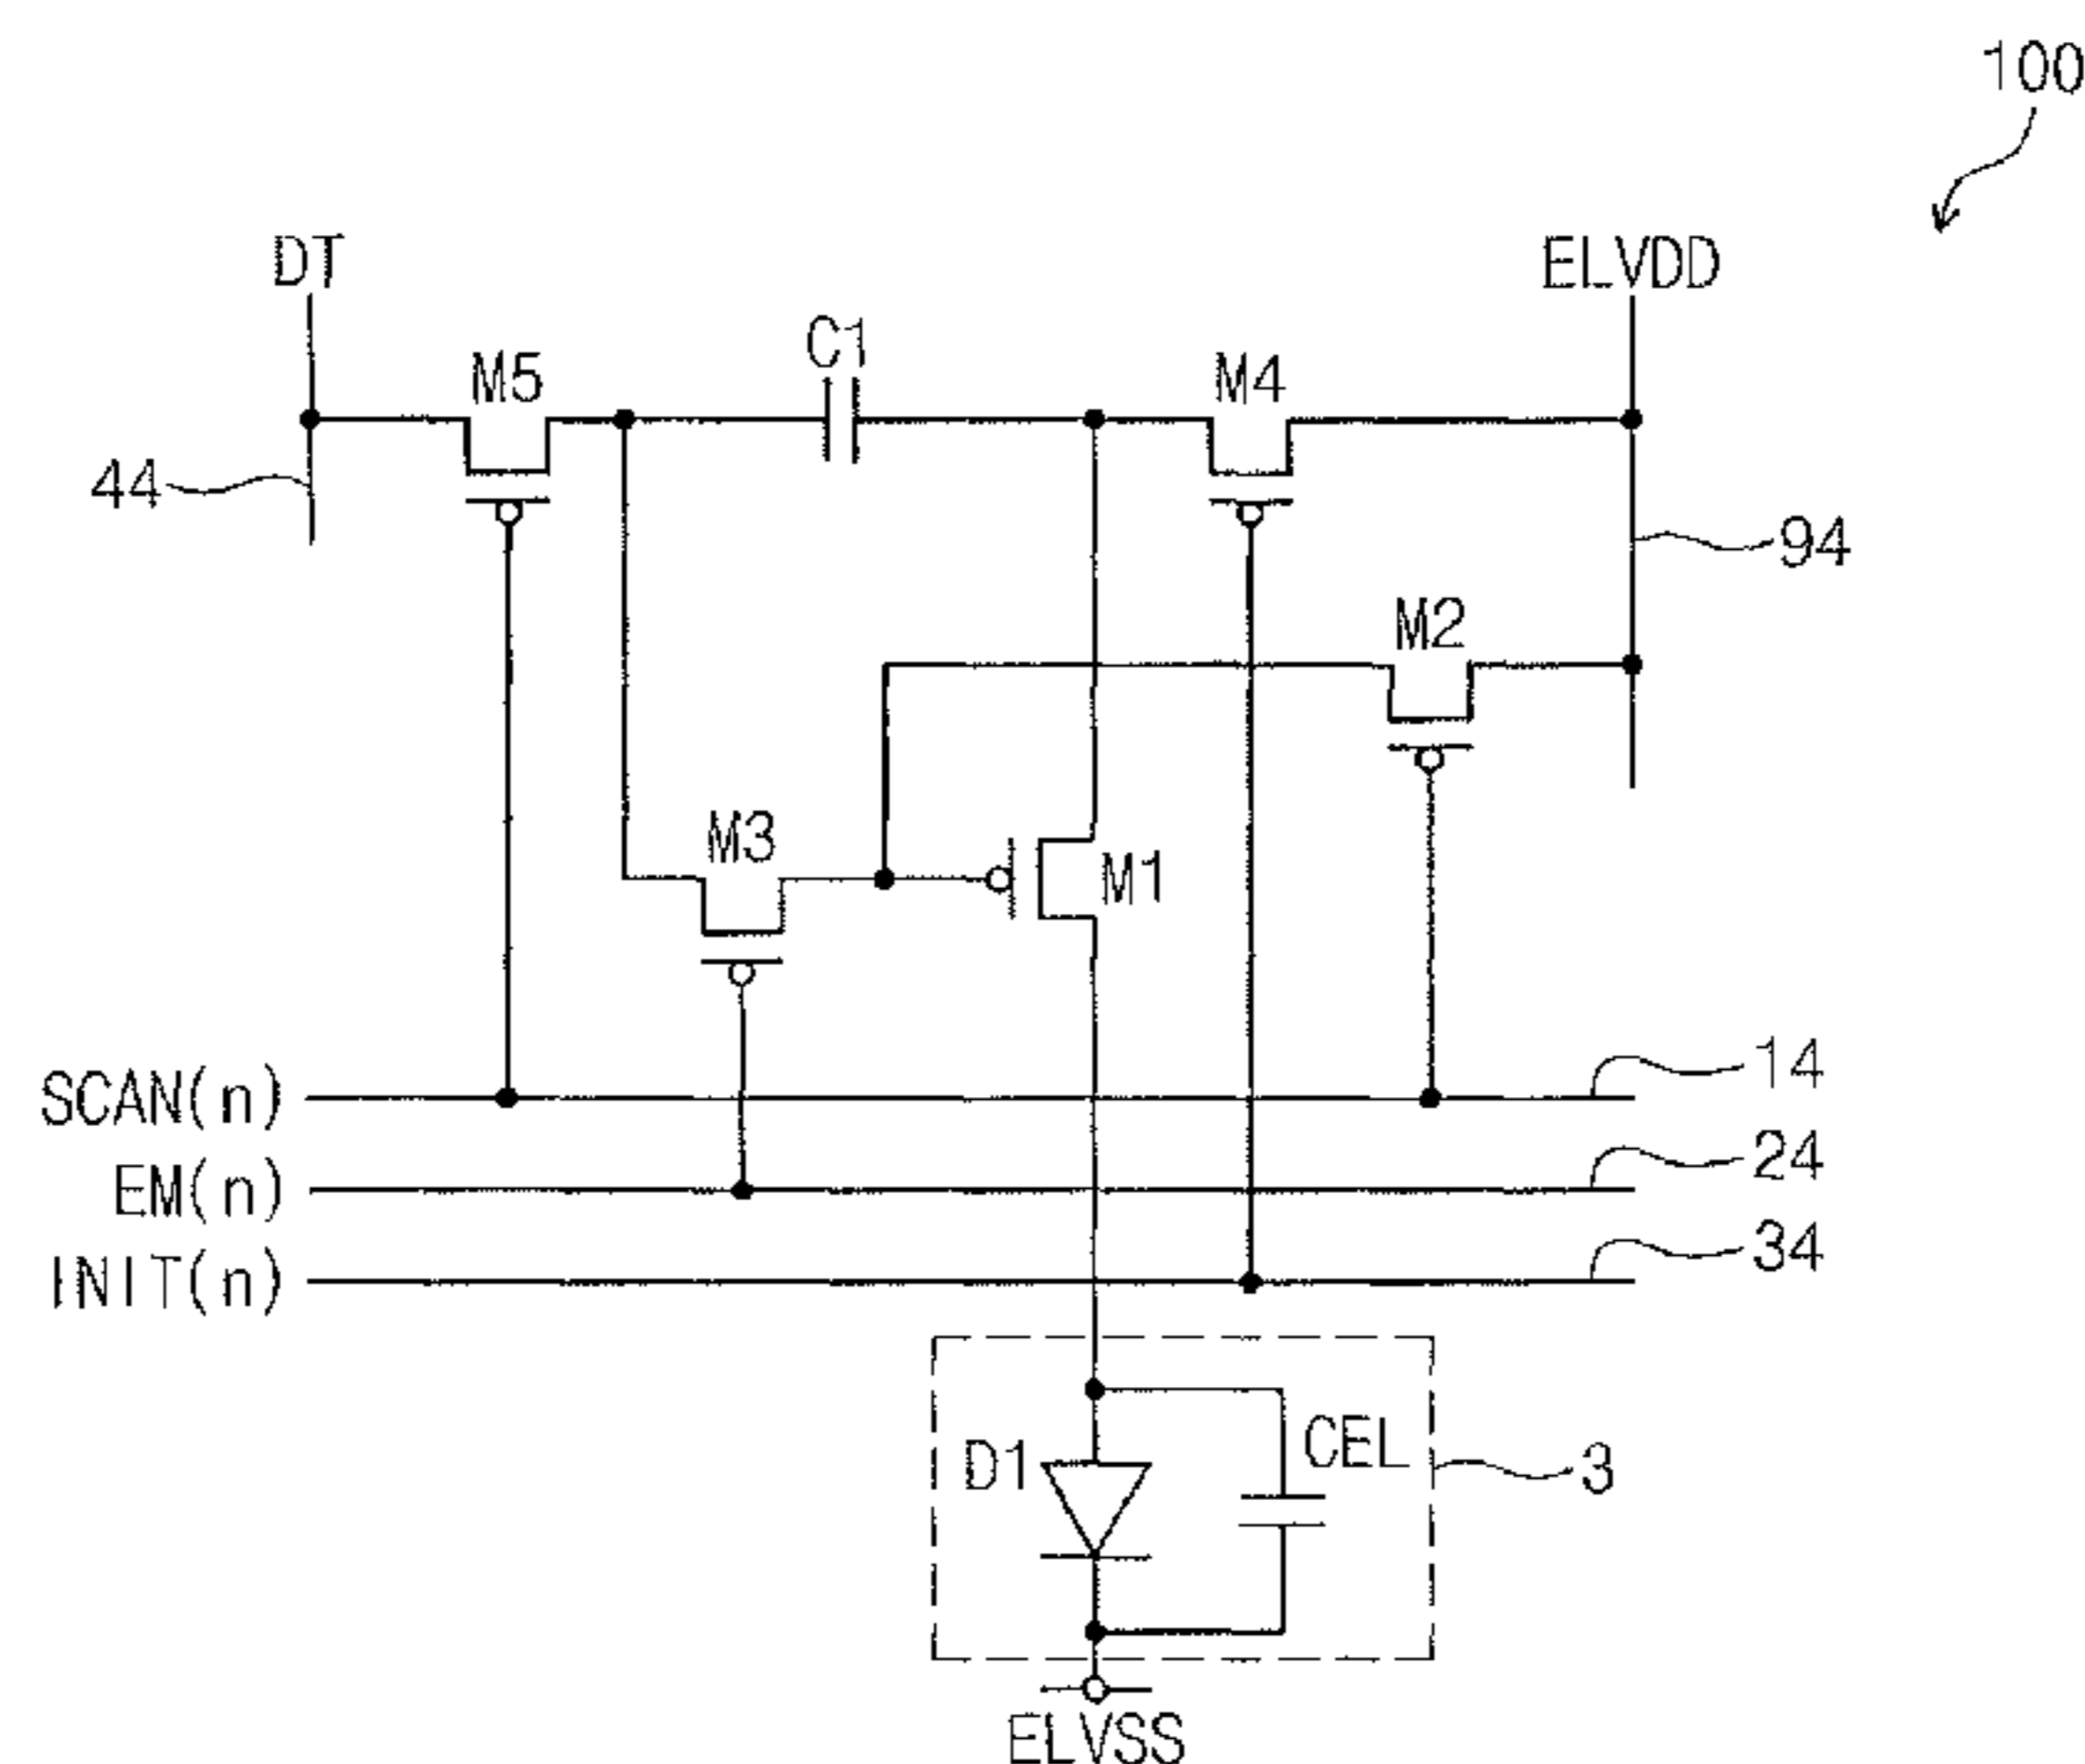 100
DT
ELVDD
C1
M5
M4
44
94
M2
M3
M1
14
SCAN(n)
24
EM(n)
34
INIT(n)
D1
CEL
3
ELVSS